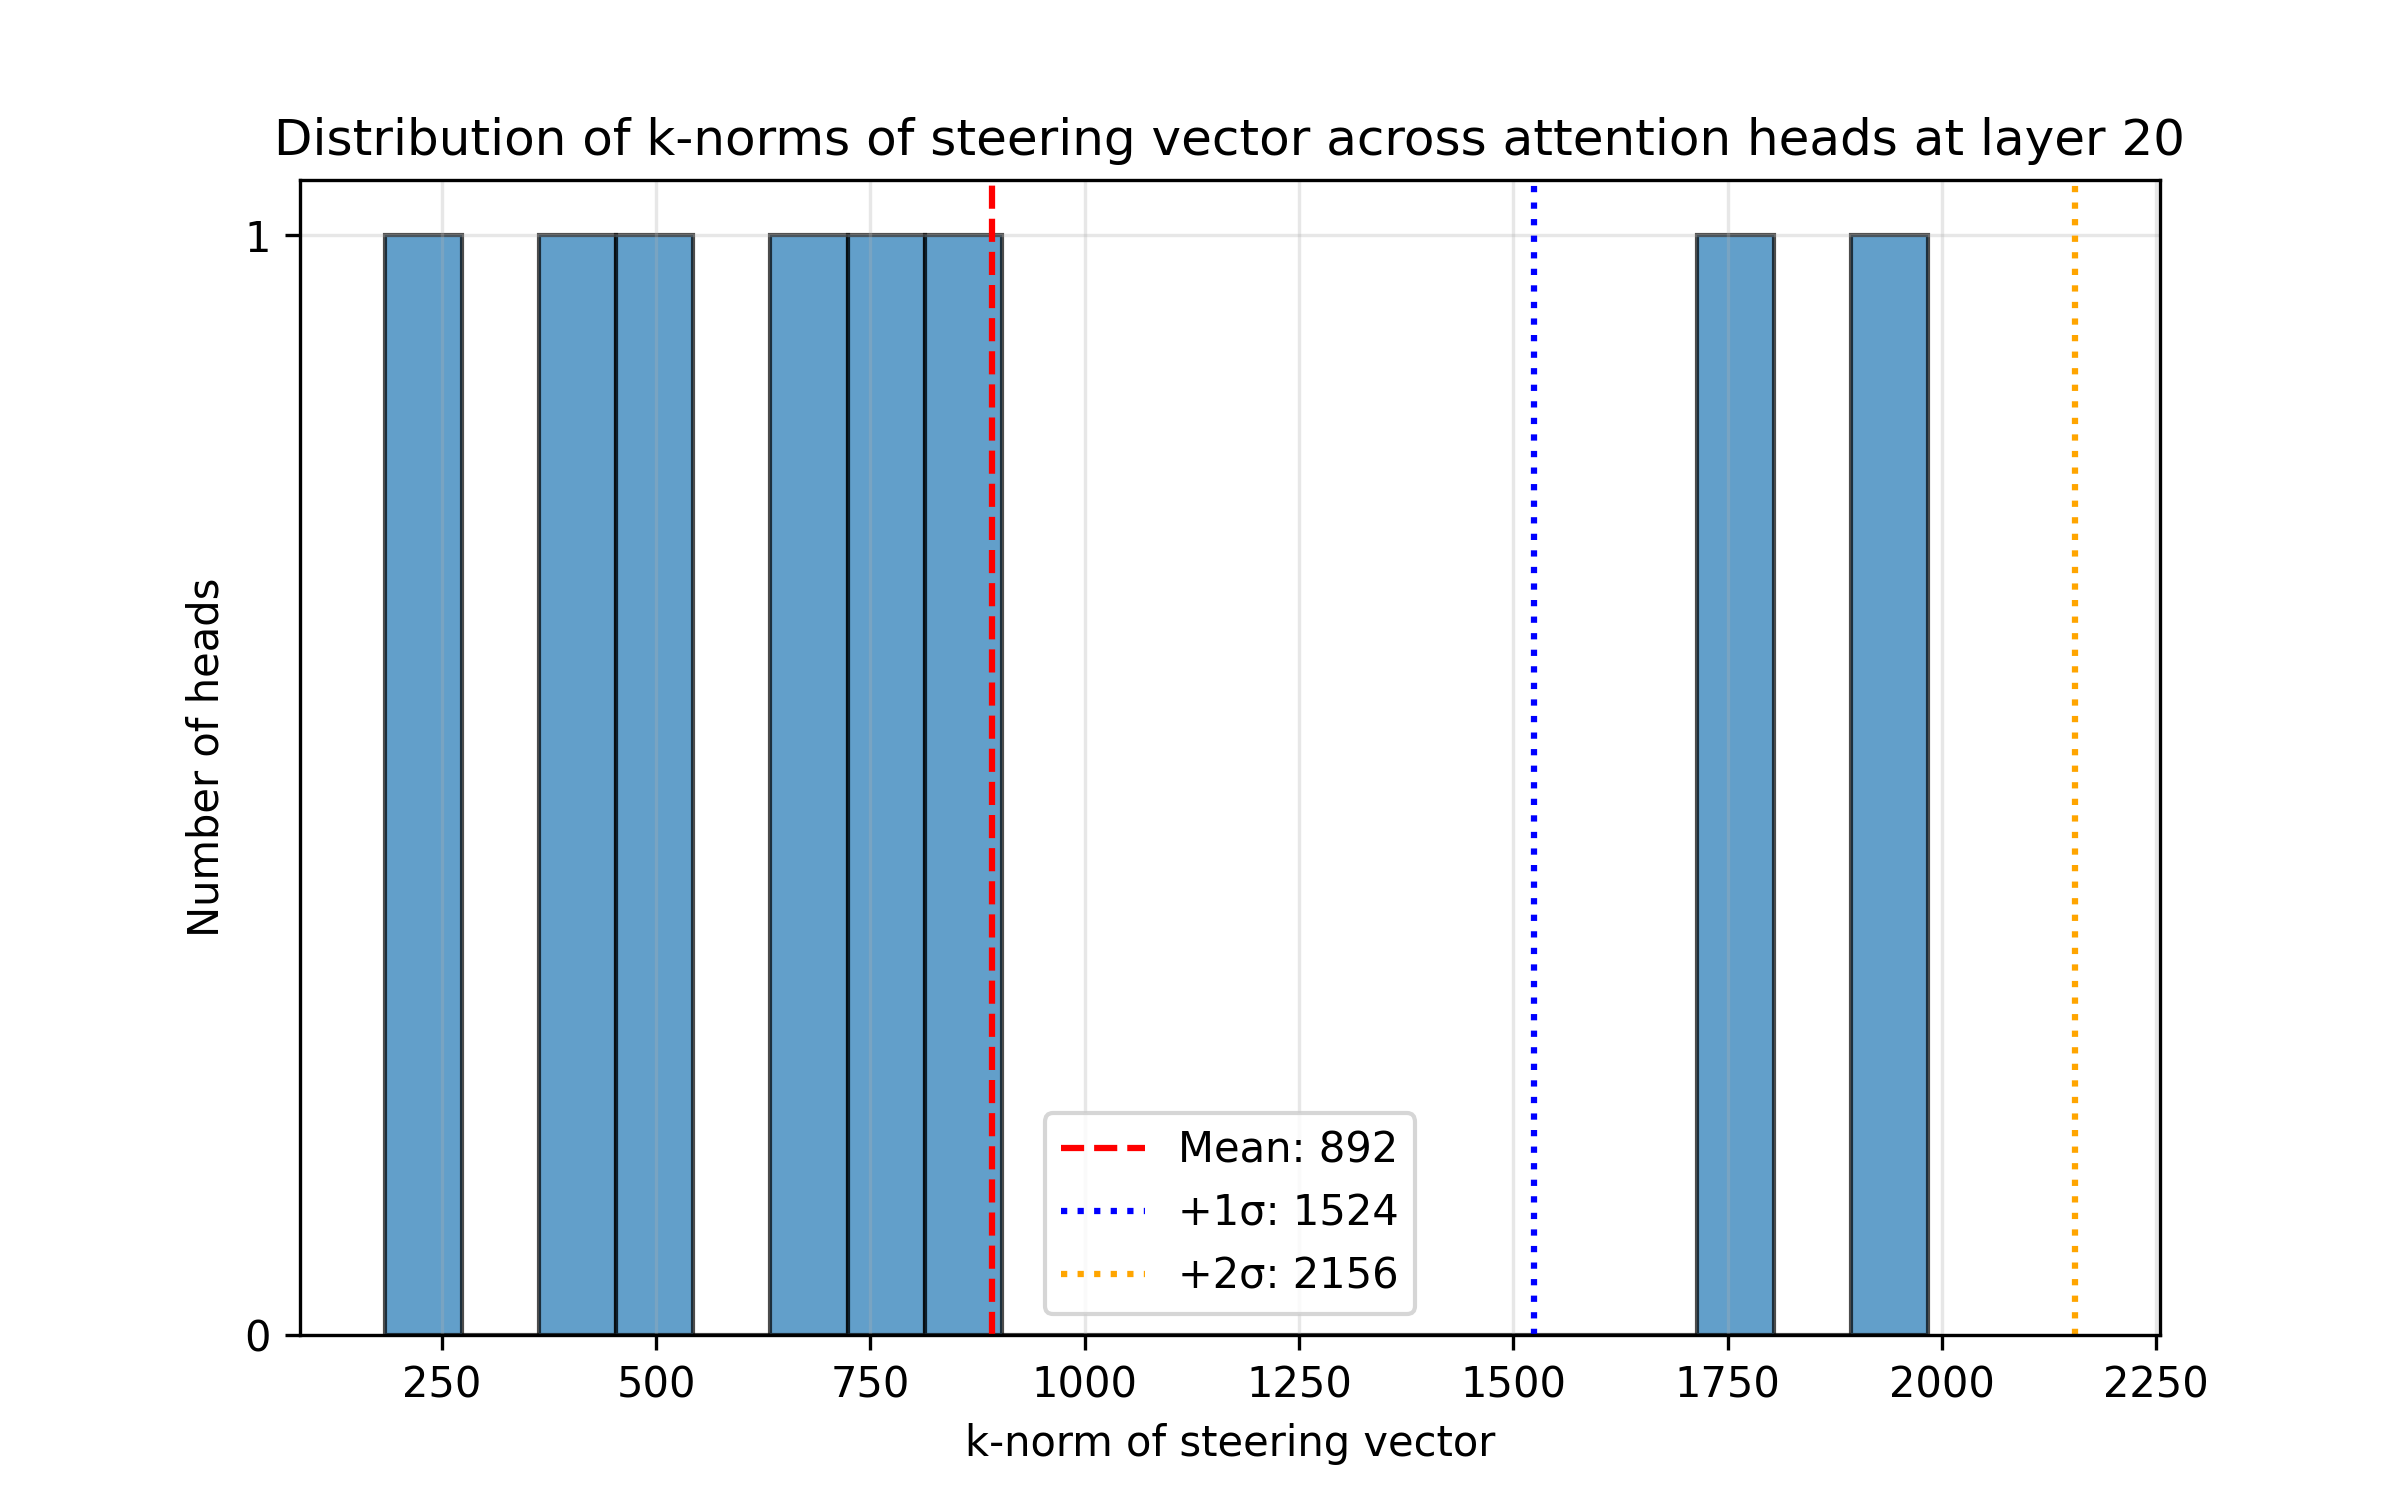 Distribution of k-norms of steering vector across attention heads at layer 20
1
0
Number of heads
Mean: 892
+1σ: 1524
+2σ: 2156
250 500 750 1000 1250 1500 1750 2000 2250
k-norm of steering vector